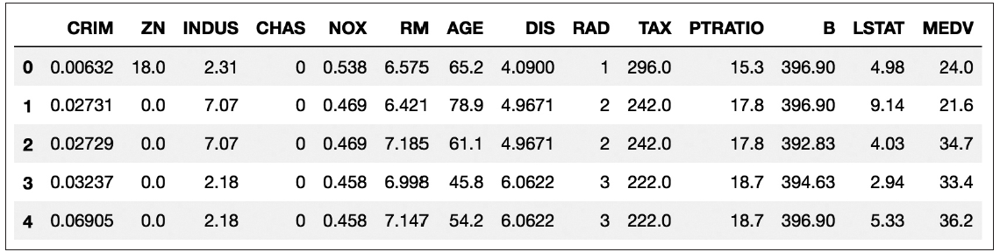 CRIM ZN INDUS CHAS NOX RM AGE DIS RAD TAX PTRATIO B LSTAT MEDV
0 0.00632 18.0 2.31 0 0.538 6.575 65.2 4.0900 1 296.0 15.3 396.90 4.98 24.0
1 0.02731 0.0 7.07 0 0.469 6.421 78.9 4.9671 2 242.0 17.8 396.90 9.14 21.6
2 0.02729 0.0 7.07 0 0.469 7.185 61.1 4.9671 2 242.0 17.8 392.83 4.03 34.7
3 0.03237 0.0 2.18 0 0.458 6.998 45.8 6.0622 3 222.0 18.7 394.63 2.94 33.4
4 0.06905 0.0 2.18 0 0.458 7.147 54.2 6.0622 3 222.0 18.7 396.90 5.33 36.2